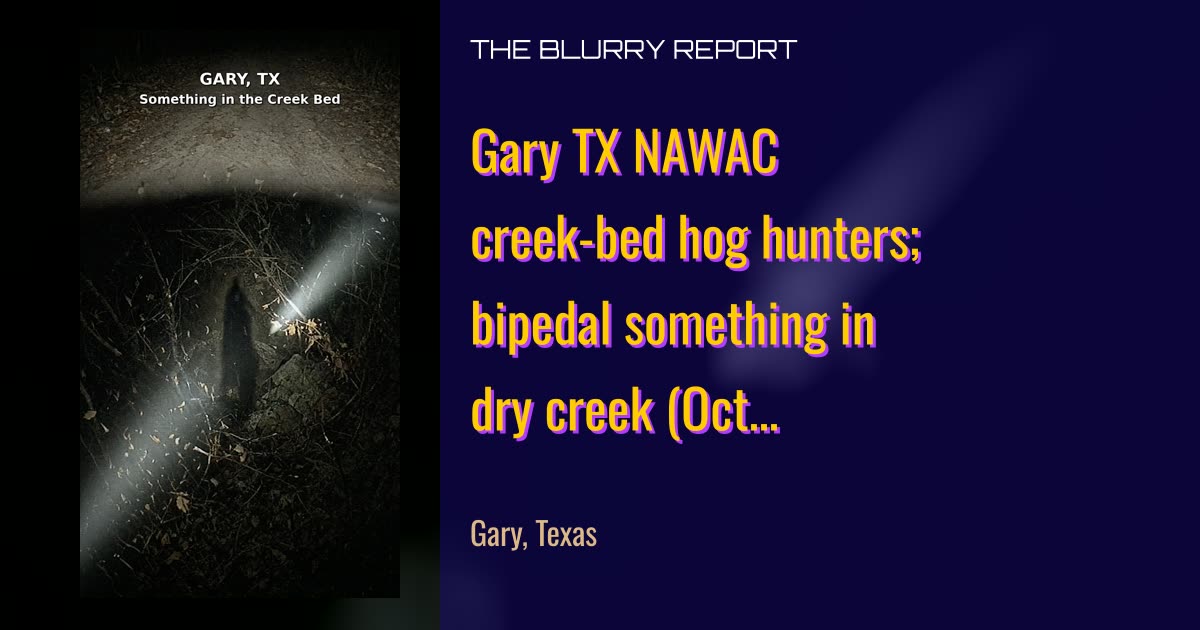 GARY, TX
Something in the Creek Bed
THE BLURRY REPORT
Gary TX NAWAC
creek-bed hog hunters;
bipedal something in
dry creek (Oct...
Gary, Texas